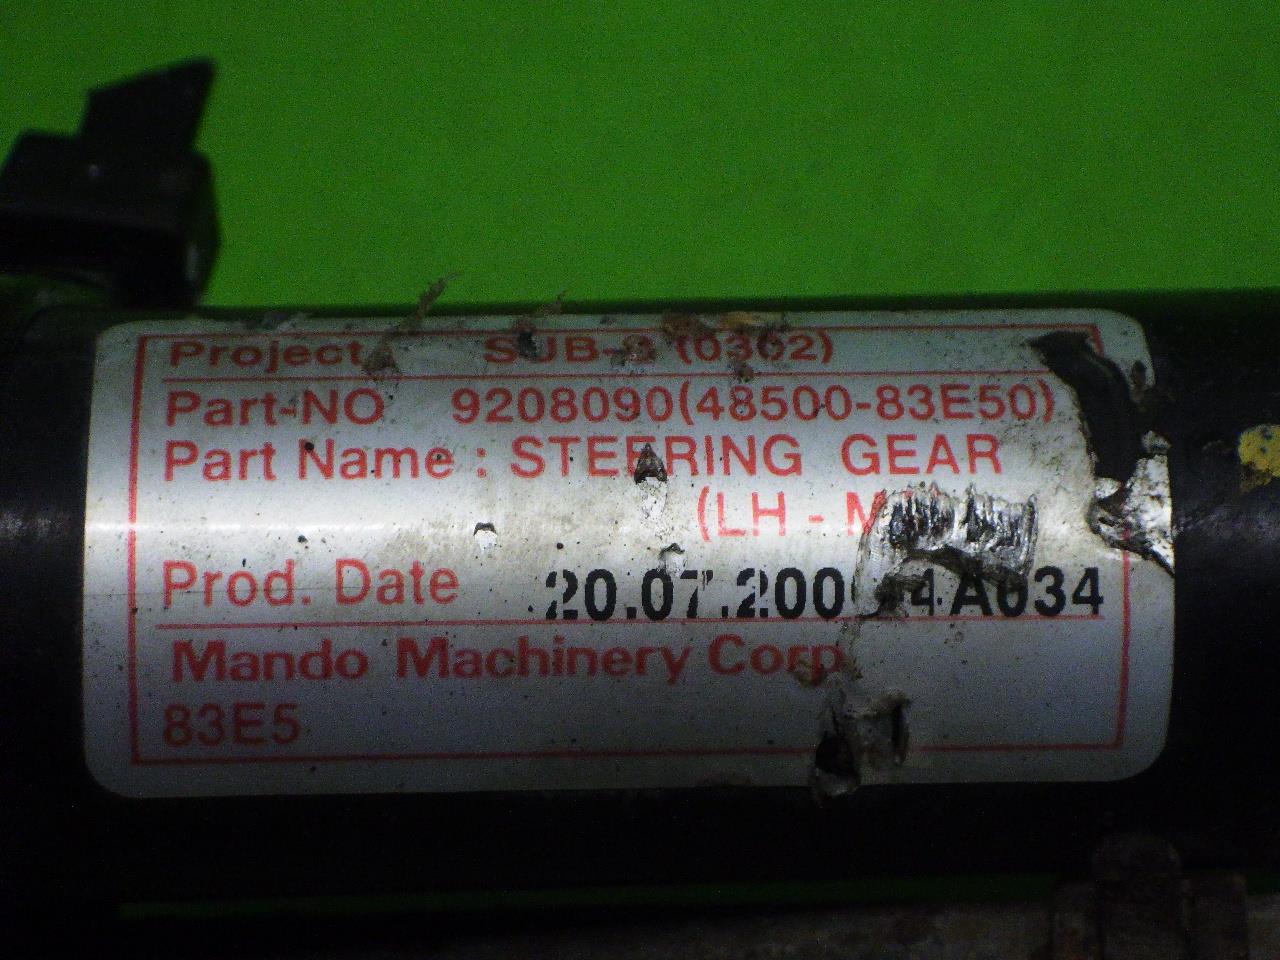 Project SUB-3 (0302)
Part-NO 9208090(48500-83E50)
Part Name : STEERING GEAR
(LH -
Prod. Date 20.07.200 4A034
Mando Machinery Corp
83E5